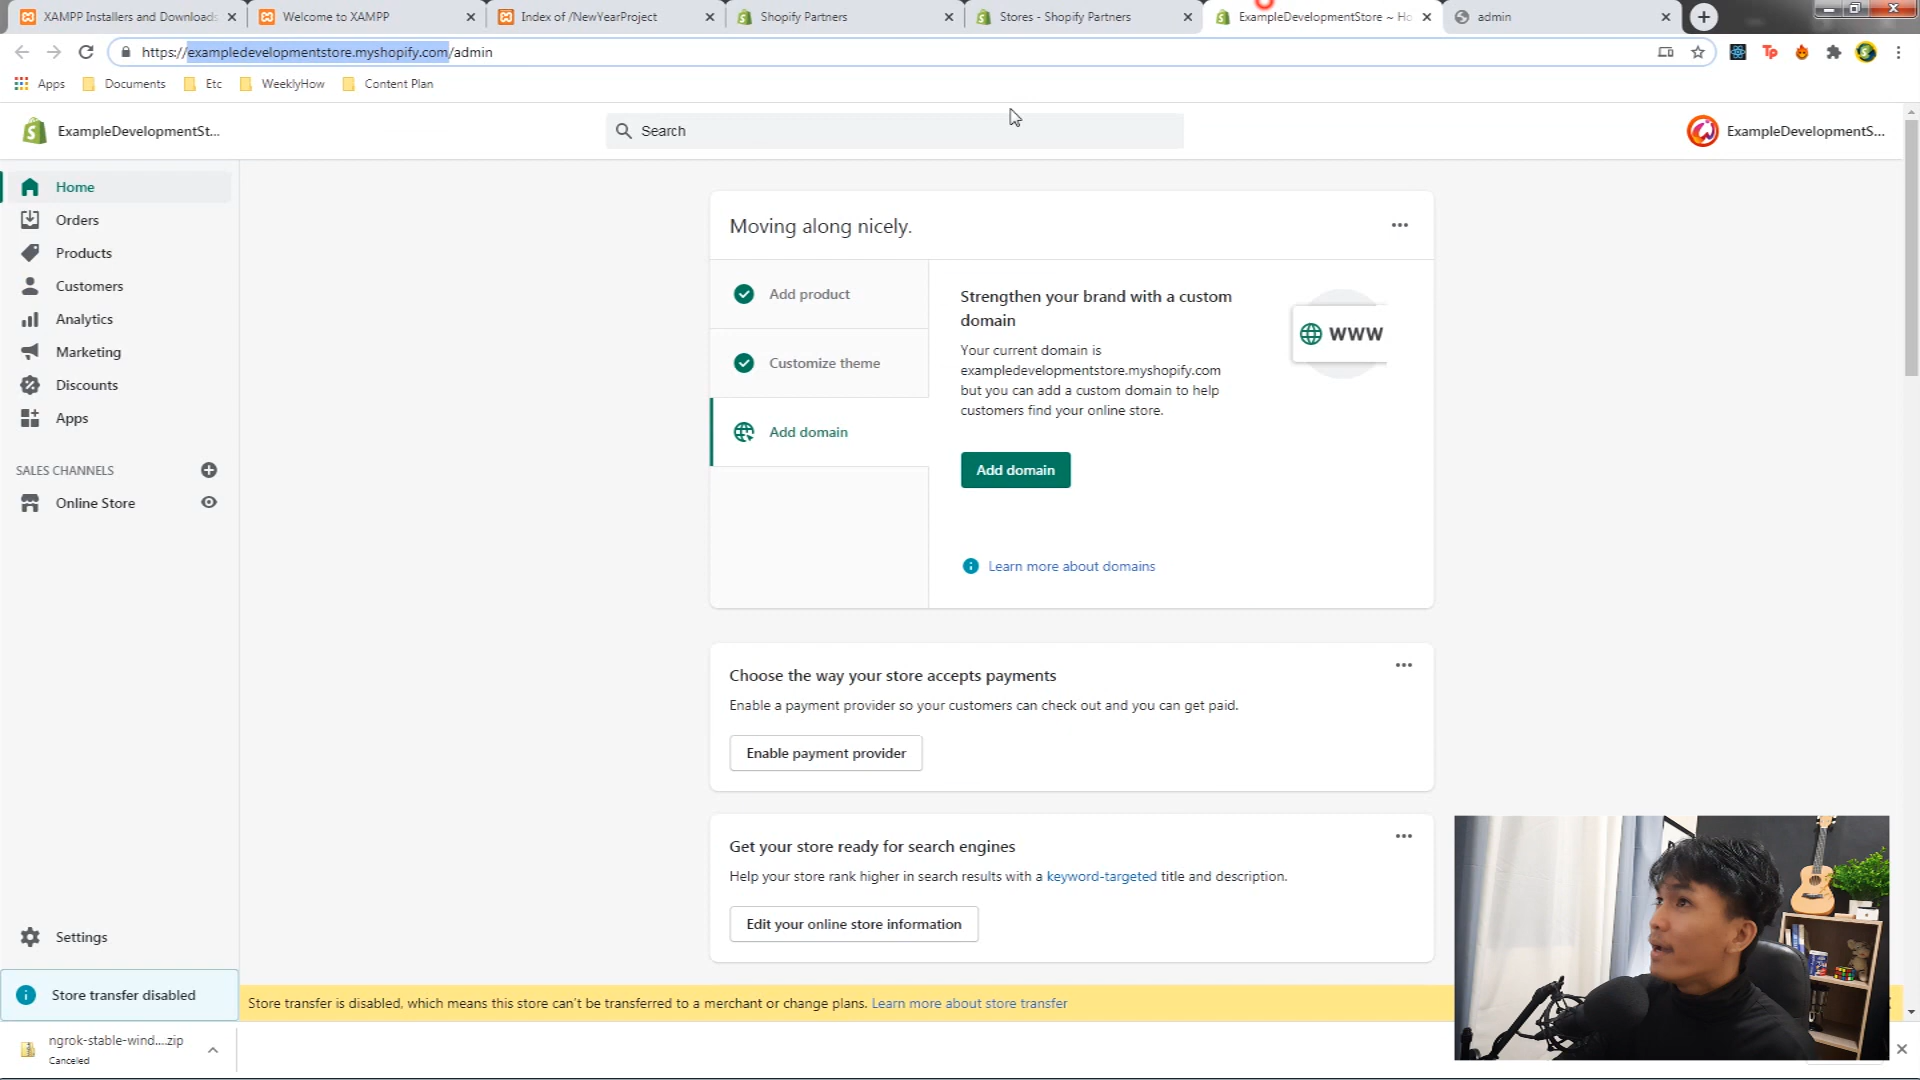 XAMPP Installers and Downloads
Welcome to XAMPP
Index of /NewYearProject
Shopify Partners
Stores - Shopify Partners
ExampleDevelopmentStore ~ Ho
admin
https://exampledevelopmentstore.myshopify.com/admin
Tp
Apps
Documents
Etc
WeeklyHow
Content Plan
ExampleDevelopmentSt...
Search
ExampleDevelopmentS...
Home
Orders
Products
Customers
Analytics
Marketing
Discounts
Apps
SALES CHANNELS
Online Store
Settings
Store transfer disabled
Moving along nicely.
Add product
Customize theme
Add domain
Strengthen your brand with a custom
domain
Your current domain is
exampledevelopmentstore.myshopify.com
but you can add a custom domain to help
customers find your online store.
WWW
Add domain
Learn more about domains
Choose the way your store accepts payments
Enable a payment provider so your customers can check out and you can get paid.
Enable payment provider
Get your store ready for search engines
Help your store rank higher in search results with a keyword-targeted title and description.
Edit your online store information
Store transfer is disabled, which means this store can't be transferred to a merchant or change plans. Learn more about store transfer
ngrok-stable-wind....zip
Canceled